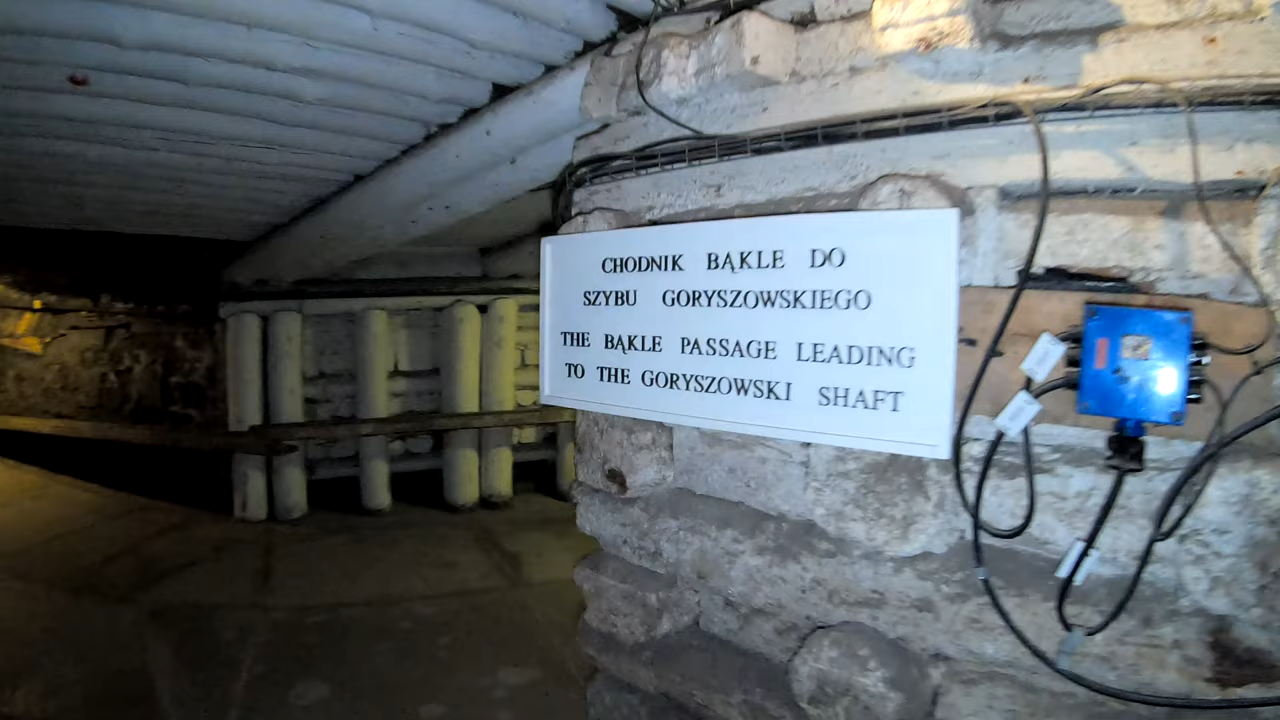 CHODNIK BĄKLE DO
SZYBU GORYSZOWSKIEGO
THE BĄKLE PASSAGE LEADING
TO THE GORYSZOWSKI SHAFT